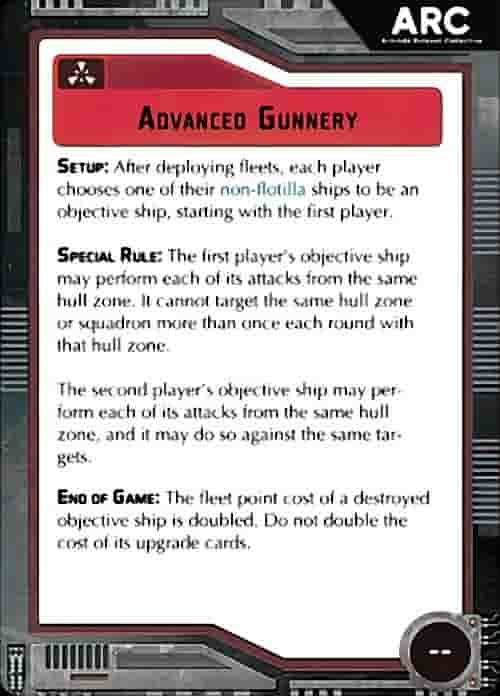 ARC
Armada Ruleset Collective
ADVANCED GUNNERY
SETUP: After deploying fleets, each player
chooses one of their non-flotilla ships to be an
objective ship, starting with the first player.
SPECIAL RULE: The first player's objective ship
may perform each of its attacks from the same
hull zone. It cannot target the same hull zone
or squadron more than once each round with
that hull zone.
The second player's objective ship may per-
form each of its attacks from the same hull
zone, and it may do so against the same tar-
gets.
END OF GAME: The fleet point cost of a destroyed
objective ship is doubled. Do not double the
cost of its upgrade cards.
--